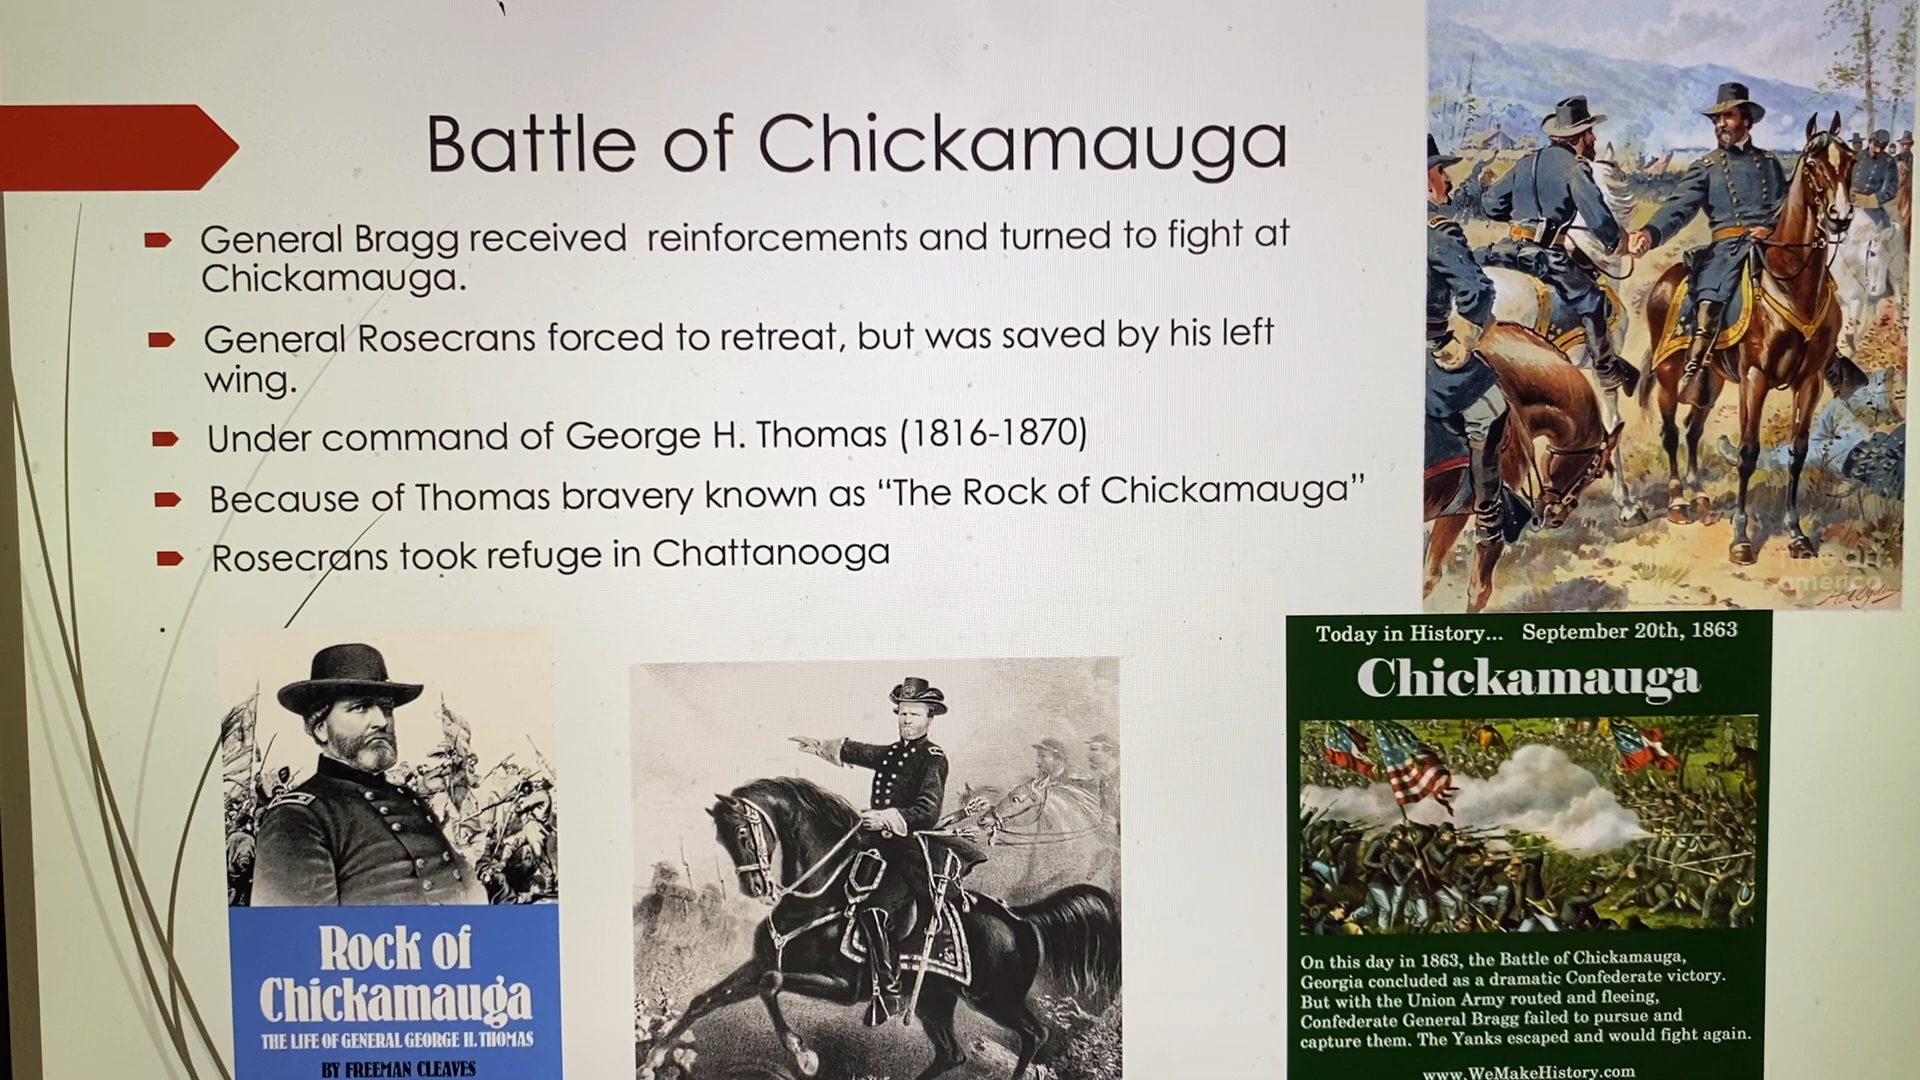 Battle of Chickamauga
General Bragg received reinforcements and turned to fight at
Chickamauga.
General Rosecrans forced to retreat, but was saved by his left
wing.
Under command of George H. Thomas (1816-1870)
Because of Thomas bravery known as “The Rock of Chickamauga”
Rosecrans took refuge in Chattanooga
fine art
america
Rock of
Chickamauga
THE LIFE OF GENERAL GEORGE H. THOMAS
BY FREEMAN CLEAVES
Today in History... September 20th, 1863
Chickamauga
On this day in 1863, the Battle of Chickamauga,
Georgia concluded as a dramatic Confederate victory.
But with the Union Army routed and fleeing,
Confederate General Bragg failed to pursue and
capture them. The Yanks escaped and would fight again.
www.WeMakeHistory.com